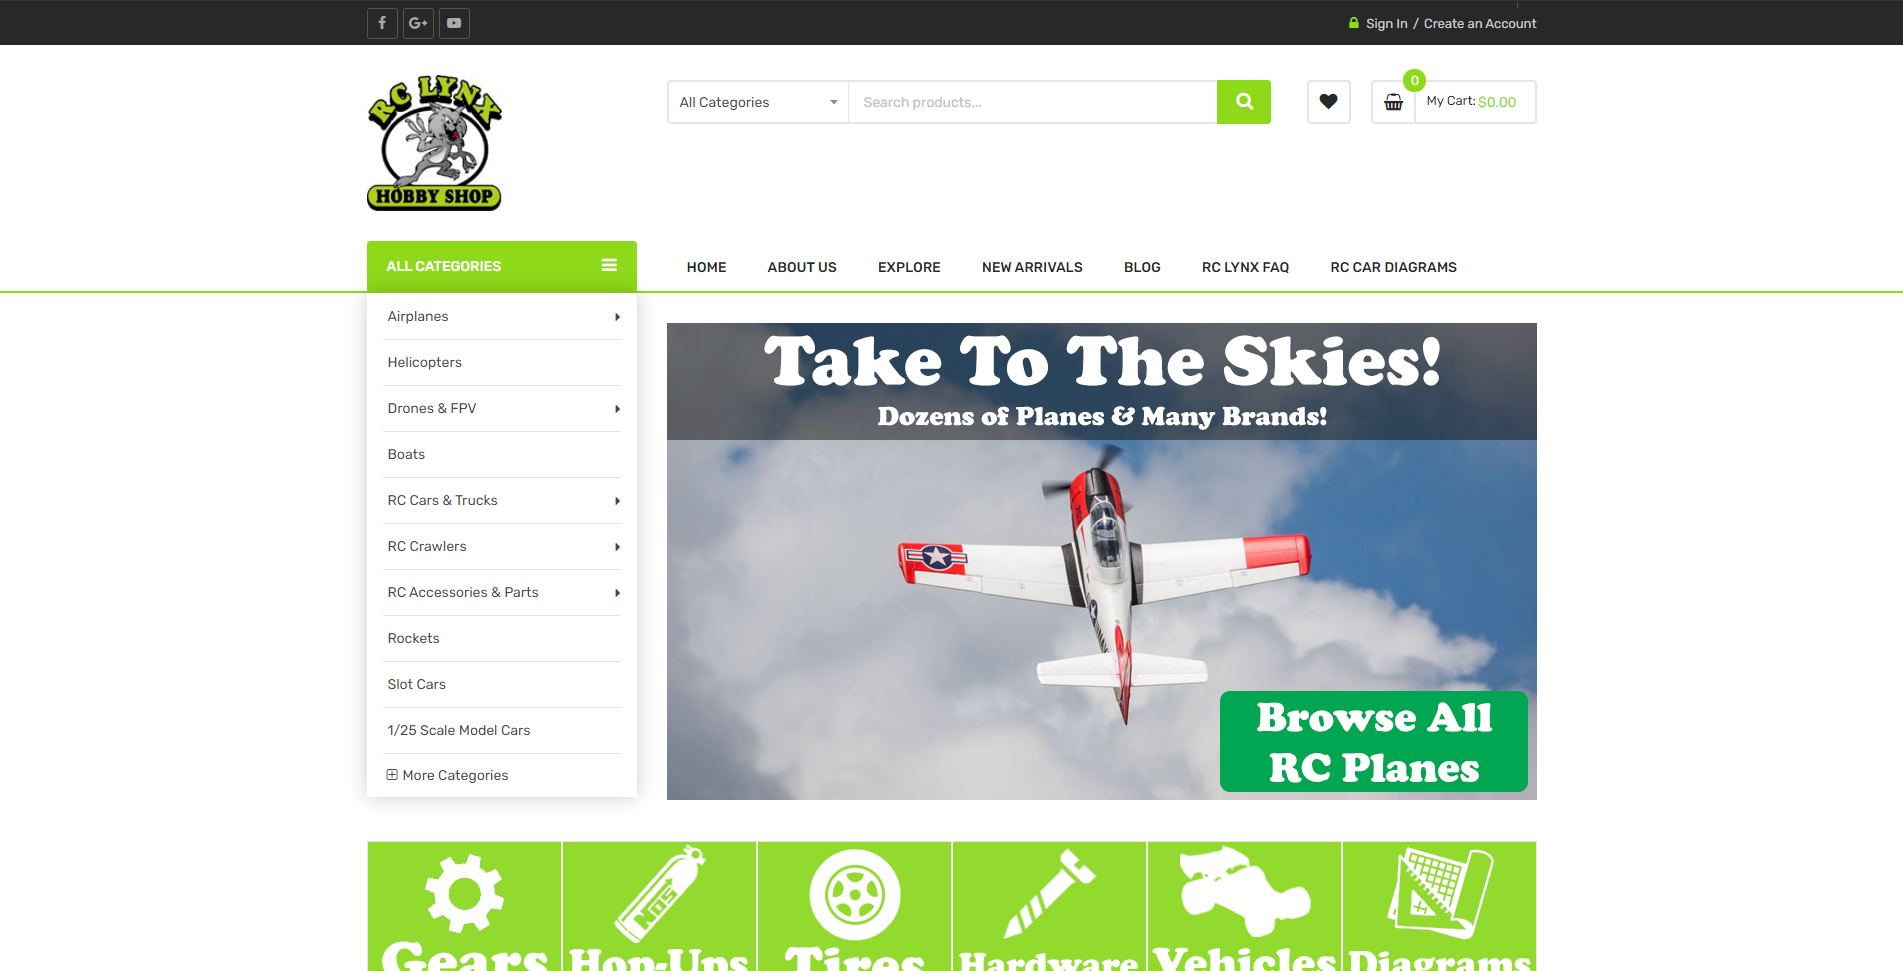 Sign In / Create an Account
RC LYNX
HOBBY SHOP
All Categories
Search products...
0
My Cart: $0.00
ALL CATEGORIES
HOME
ABOUT US
EXPLORE
NEW ARRIVALS
BLOG
RC LYNX FAQ
RC CAR DIAGRAMS
Airplanes
Helicopters
Drones & FPV
Boats
RC Cars & Trucks
RC Crawlers
RC Accessories & Parts
Rockets
Slot Cars
1/25 Scale Model Cars
More Categories
Take To The Skies!
Dozens of Planes & Many Brands!
Browse All
RC Planes
NOS
Gears
Hop-Ups
Tires
Hardware
Vehicles
Diagrams